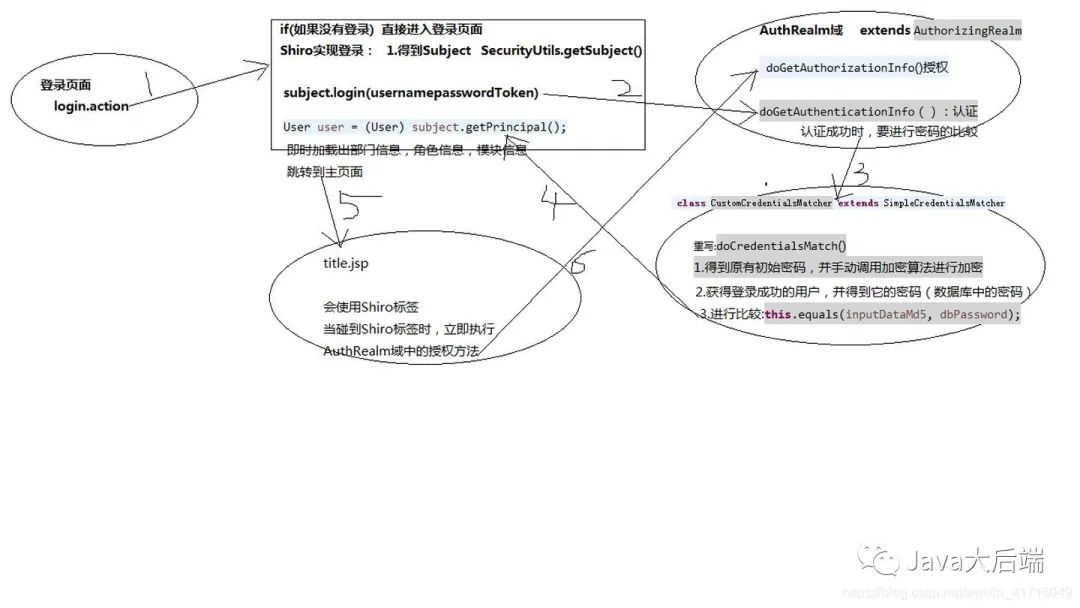 登录页面
login.action
1
if(如果没有登录) 直接进入登录页面
Shiro实现登录： 1.得到Subject SecurityUtils.getSubject()
subject.login(usernamepasswordToken)
User user = (User) subject.getPrincipal();
即时加载出部门信息，角色信息，模块信息
跳转到主页面
2
AuthRealm域 extends AuthorizingRealm
doGetAuthorizationInfo()授权
doGetAuthenticationInfo ( ) : 认证
认证成功时，要进行密码的比较
3
class CustomCredentialsMatcher extends SimpleCredentialsMatcher
重写:doCredentialsMatch()
1.得到原有初始密码，并手动调用加密算法进行加密
2.获得登录成功的用户，并得到它的密码（数据库中的密码）
3.进行比较:this.equals(inputDataMd5, dbPassword);
4
5
title.jsp
会使用Shiro标签
当碰到Shiro标签时，立即执行
AuthRealm域中的授权方法
6
Java大后端
https://blog.csdn.net/weixin_41716049